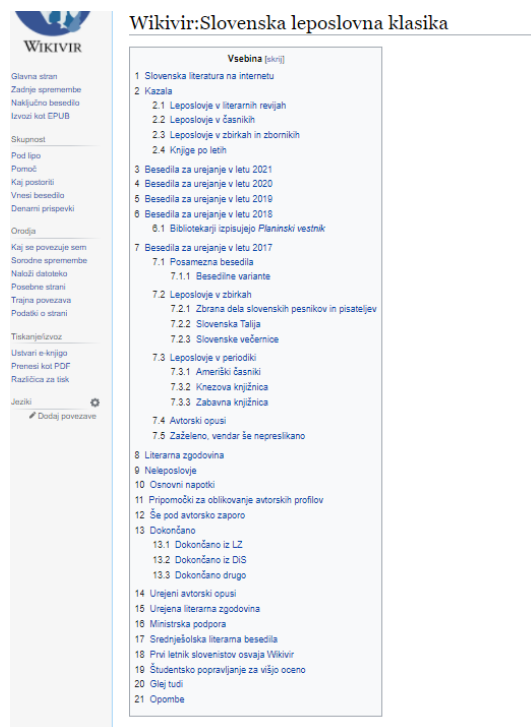 WIKIVIR
Glavna stran
Zadnje spremembe
Naključno besedilo
Izvozi kot EPUB
Skupnost
Pod lipo
Pomoč
Kaj postoriti
Vnesi besedilo
Denarni prispevki
Orodja
Kaj se povezuje sem
Sorodne spremembe
Naloži datoteko
Posebne strani
Trajna povezava
Podatki o strani
Tiskanje/izvoz
Ustvari e-knjigo
Prenesi kot PDF
Različica za tisk
Jeziki
Dodaj povezave
Wikivir:Slovenska leposlovna klasika
Vsebina [skrij]
1 Slovenska literatura na internetu
2 Kazala
2.1 Leposlovje v literarnih revijah
2.2 Leposlovje v časnikih
2.3 Leposlovje v zbirkah in zbornikih
2.4 Knjige po letih
3 Besedila za urejanje v letu 2021
4 Besedila za urejanje v letu 2020
5 Besedila za urejanje v letu 2019
6 Besedila za urejanje v letu 2018
6.1 Bibliotekarji izpisujejo Planinski vestnik
7 Besedila za urejanje v letu 2017
7.1 Posamezna besedila
7.1.1 Besedilne variante
7.2 Leposlovje v zbirkah
7.2.1 Zbrana dela slovenskih pesnikov in pisateljev
7.2.2 Slovenska Talija
7.2.3 Slovenske večernice
7.3 Leposlovje v periodiki
7.3.1 Ameriški časniki
7.3.2 Knezova knjižnica
7.3.3 Zabavna knjižnica
7.4 Avtorski opusi
7.5 Zaželeno, vendar še nepreslikano
8 Literarna zgodovina
9 Neleposlovje
10 Osnovni napotki
11 Pripomočki za oblikovanje avtorskih profilov
12 Še pod avtorsko zaporo
13 Dokončano
13.1 Dokončano iz LZ
13.2 Dokončano iz DiS
13.3 Dokončano drugo
14 Urejeni avtorski opusi
15 Urejena literarna zgodovina
16 Ministrska podpora
17 Srednješolska literarna besedila
18 Prvi letnik slovenistov osvaja Wikivir
19 Študentsko popravljanje za višjo oceno
20 Glej tudi
21 Opombe